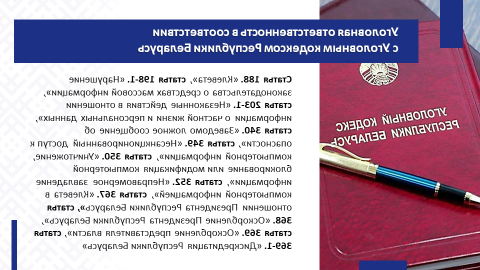 Уголовная ответственность в соответствии
с Уголовным кодексом Республики Беларусь
Статья 188. «Клевета», статья 198-1. «Нарушение
законодательства о средствах массовой информации»,
статья 203-1. «Незаконные действия в отношении
информации о частной жизни и персональных данных»,
статья 340. «Заведомо ложное сообщение об
опасности», статья 349. «Несанкционированный доступ к
компьютерной информации», статья 350. «Уничтожение,
блокирование или модификация компьютерной
информации», статья 352. «Неправомерное завладение
компьютерной информацией», статья 367. «Клевета в
отношении Президента Республики Беларусь», статья
368. «Оскорбление Президента Республики Беларусь»,
статья 369. «Оскорбление представителя власти», статья
369-1. «Дискредитация Республики Беларусь»
УГОЛОВНЫЙ КОДЕКС
РЕСПУБЛИКИ БЕЛАРУСЬ